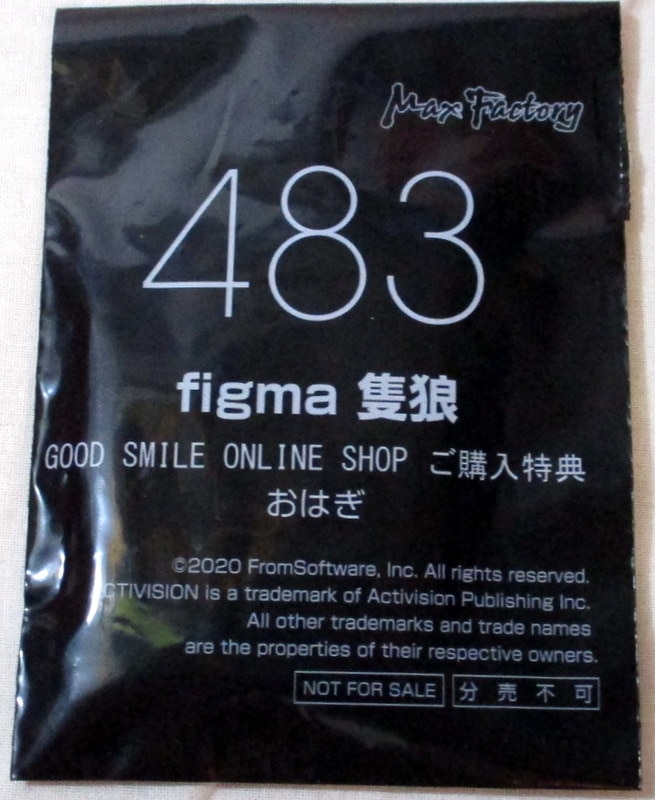 Max Factory
483
figma 隻狼
GOOD SMILE ONLINE SHOP ご購入特典
おはぎ
©2020 FromSoftware, Inc. All rights reserved.
CTIVISION is a trademark of Activision Publishing Inc.
All other trademarks and trade names
are the properties of their respective owners.
NOT FOR SALE 分売不可